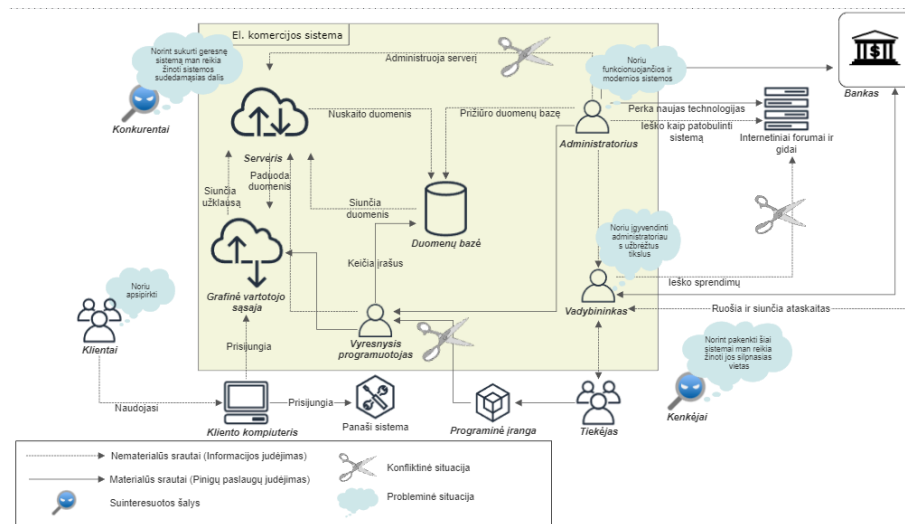 El. komercijos sistema
Norint sukurti geresnę
sistemą man reikia
žinoti sistemos
sudedamąsias dalis
Konkurentai
Administruoja serverį
Noriu
funkcionuojančios ir
modernios sistemos
Bankas
Nuskaito duomenis
Prižiūro duomenų bazę
Perka naujas technologijas
Administratorius
Ieško kaip patobulinti
sistemą
Internetiniai forumai ir
gidai
Serveris
Siunčia
užklausą
Paduoda
duomenis
Siunčia
duomenis
Duomenų bazė
Noriu įgyvendinti
administratoriau
s užbrėžtus
tikslus
Keičia įrašus
Grafinė vartotojo
sąsaja
Ieško sprendimų
Noriu
apsipirkti
Vadybininkas
Ruošia ir siunčia ataskaitas
Klientai
Prisijungia
Vyresnysis
programuotojas
Norint pakenkti šiai
sistemai man reikia
žinoti jos silpnasias
vietas
Kenkėjai
Naudojasi
Prisijungia
Kliento kompiuteris
Panaši sistema
Programinė įranga
Tiekėjas
Nematerialūs srautai (Informacijos judėjimas)
Konfliktinė situacija
Materialūs srautai (Pinigų paslaugų judėjimas)
Suinteresuotos šalys
Probleminė situacija